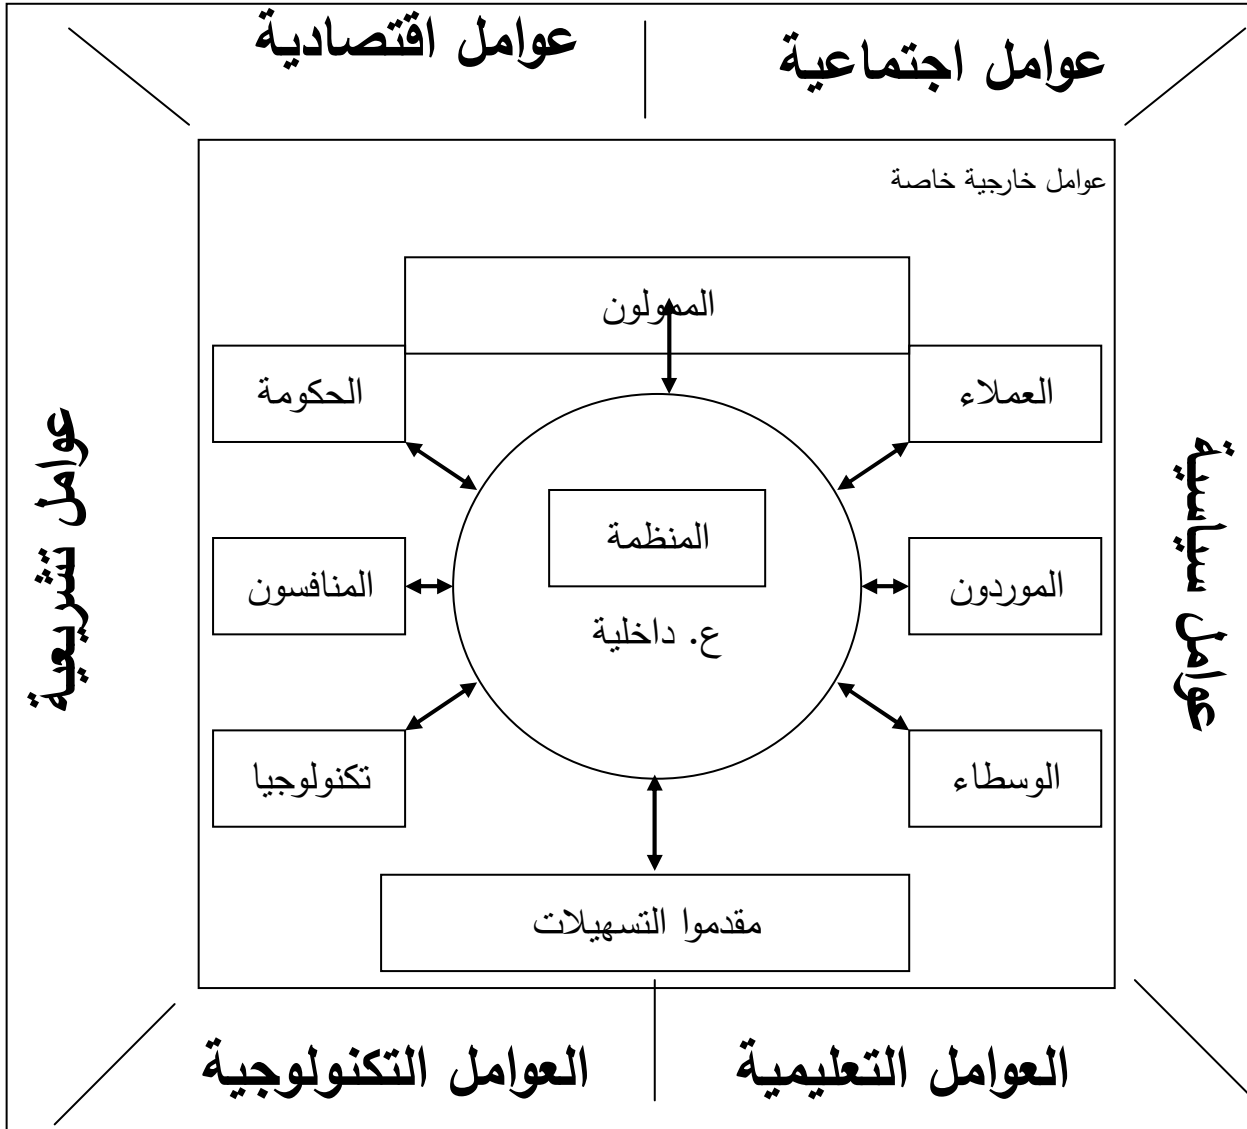 عوامل اجتماعية
عوامل اقتصادية
عوامل خارجية خاصة
الممولون
العملاء
الحكومة
عوامل سياسية
المنظمة
عوامل تشريعية
الموردون
المنافسون
ع. داخلية
الوسطاء
تكنولوجيا
مقدموا التسهيلات
العوامل التعليمية
العوامل التكنولوجية